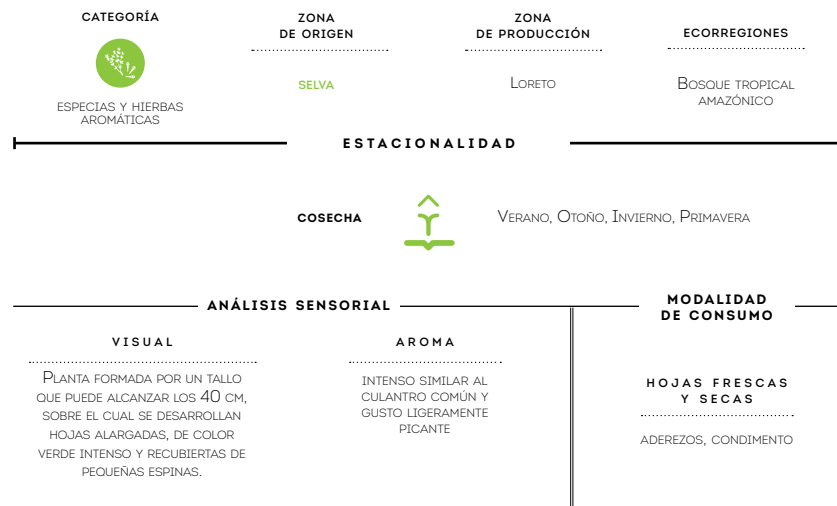 CATEGORÍA
ESPECIAS Y HIERBAS
AROMÁTICAS
ZONA
DE ORIGEN
SELVA
ZONA
DE PRODUCCIÓN
Loreto
ECORREGIONES
Bosque tropical
amazónico
ESTACIONALIDAD
COSECHA
Verano, Otoño, Invierno, Primavera
ANÁLISIS SENSORIAL
VISUAL
Planta formada por un tallo
que puede alcanzar los 40 cm,
sobre el cual se desarrollan
hojas alargadas, de color
verde intenso y recubiertas de
pequeñas espinas.
AROMA
intenso similar al
culantro común y
gusto ligeramente
picante
MODALIDAD
DE CONSUMO
HOJAS FRESCAS
Y SECAS
aderezos, condimento